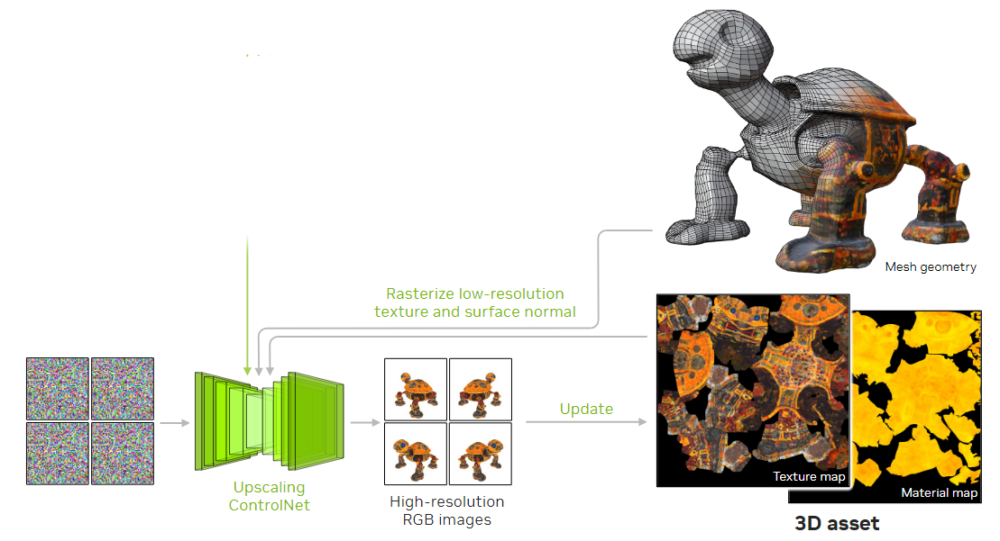 Mesh geometry
Rasterize low-resolution
texture and surface normal
Update
Texture map
Upscaling
ControlNet
High-resolution
RGB images
Material map
3D asset